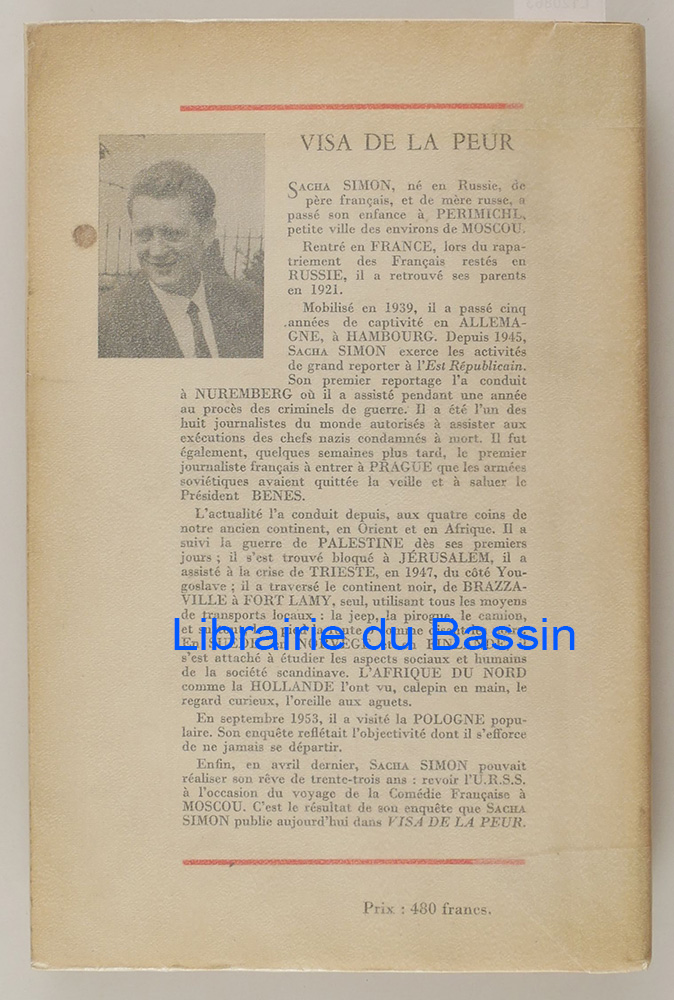 VISA DE LA PEUR
SACHA SIMON, né en Russie, de
père français, et de mère russe, a
passé son enfance à PERIMICHL,
petite ville des environs de MOSCOU.
Rentré en FRANCE, lors du rapa-
triement des Français restés en
RUSSIE, il a retrouvé ses parents
en 1921.
Mobilisé en 1939, il a passé cinq
années de captivité en ALLEMA-
GNE, à HAMBOURG. Depuis 1945,
SACHA SIMON exerce les activités
de grand reporter à l'Est Républicain.
Son premier reportage l'a conduit
à NUREMBERG où il a assisté pendant une année
au procès des criminels de guerre. Il a été l'un des
huit journalistes du monde autorisés à assister aux
exécutions des chefs nazis condamnés à mort. Il fut
également, quelques semaines plus tard, le premier
journaliste français à entrer à PRAGUE que les armées
soviétiques avaient quittée la veille et à saluer le
Président BENES.
L'actualité l'a conduit depuis, aux quatre coins de
notre ancien continent, en Orient et en Afrique. Il a
suivi la guerre de PALESTINE dès ses premiers
jours ; il s'est trouvé bloqué à JÉRUSALEM, il a
assisté à la crise de TRIESTE, en 1947, du côté You-
goslave ; il a traversé le continent noir, de BRAZZA-
VILLE à FORT LAMY, seul, utilisant tous les moyens
de transports locaux : la jeep, la pirogue, le camion,
et
Librairie du Bassin
En SUÈDE, en NORVÈGE et en FINLANDE, il
s'est attaché à étudier les aspects sociaux et humains
de la société scandinave. L'AFRIQUE DU NORD
comme la HOLLANDE l'ont vu, calepin en main, le
regard curieux, l'oreille aux aguets.
En septembre 1953, il a visité la POLOGNE popu-
laire. Son enquête reflétait l'objectivité dont il s'efforce
de ne jamais se départir.
Enfin, en avril dernier, SACHA SIMON pouvait
réaliser son rêve de trente-trois ans : revoir l'U.R.S.S.
à l'occasion du voyage de la Comédie Française à
MOSCOU. C'est le résultat de son enquête que SACHA
SIMON publie aujourd'hui dans VISA DE LA PEUR.
Prix : 480 francs.